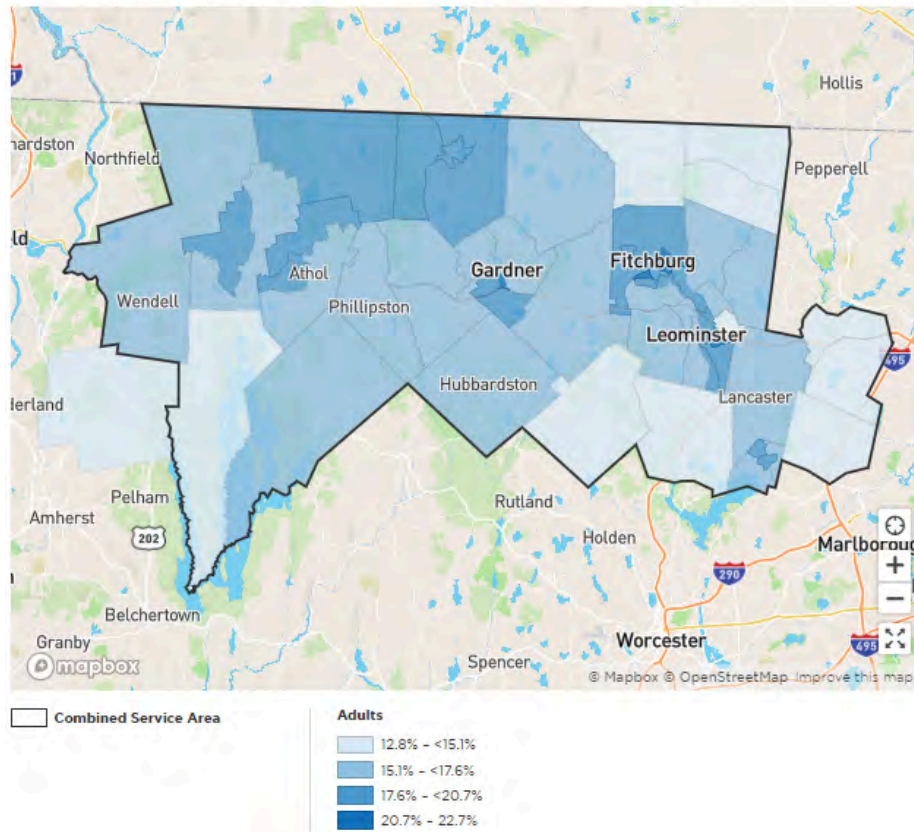 Hollis
nardston
Northfield
Pepperell
ld
Gardner
Fitchburg
Athol
Wendell
Phillipston
Leominster
495
Hubbardston
Lancaster
derland
Pelham
Rutland
Amherst
202
Holden
Marlboroug
290
Belchertown
Granby
Worcester
495
Spencer
mapbox
© Mapbox © OpenStreetMap Improve this map
Combined Service Area
Adults
12.8% - <15.1%
15.1% - <17.6%
17.6% - <20.7%
20.7% - 22.7%